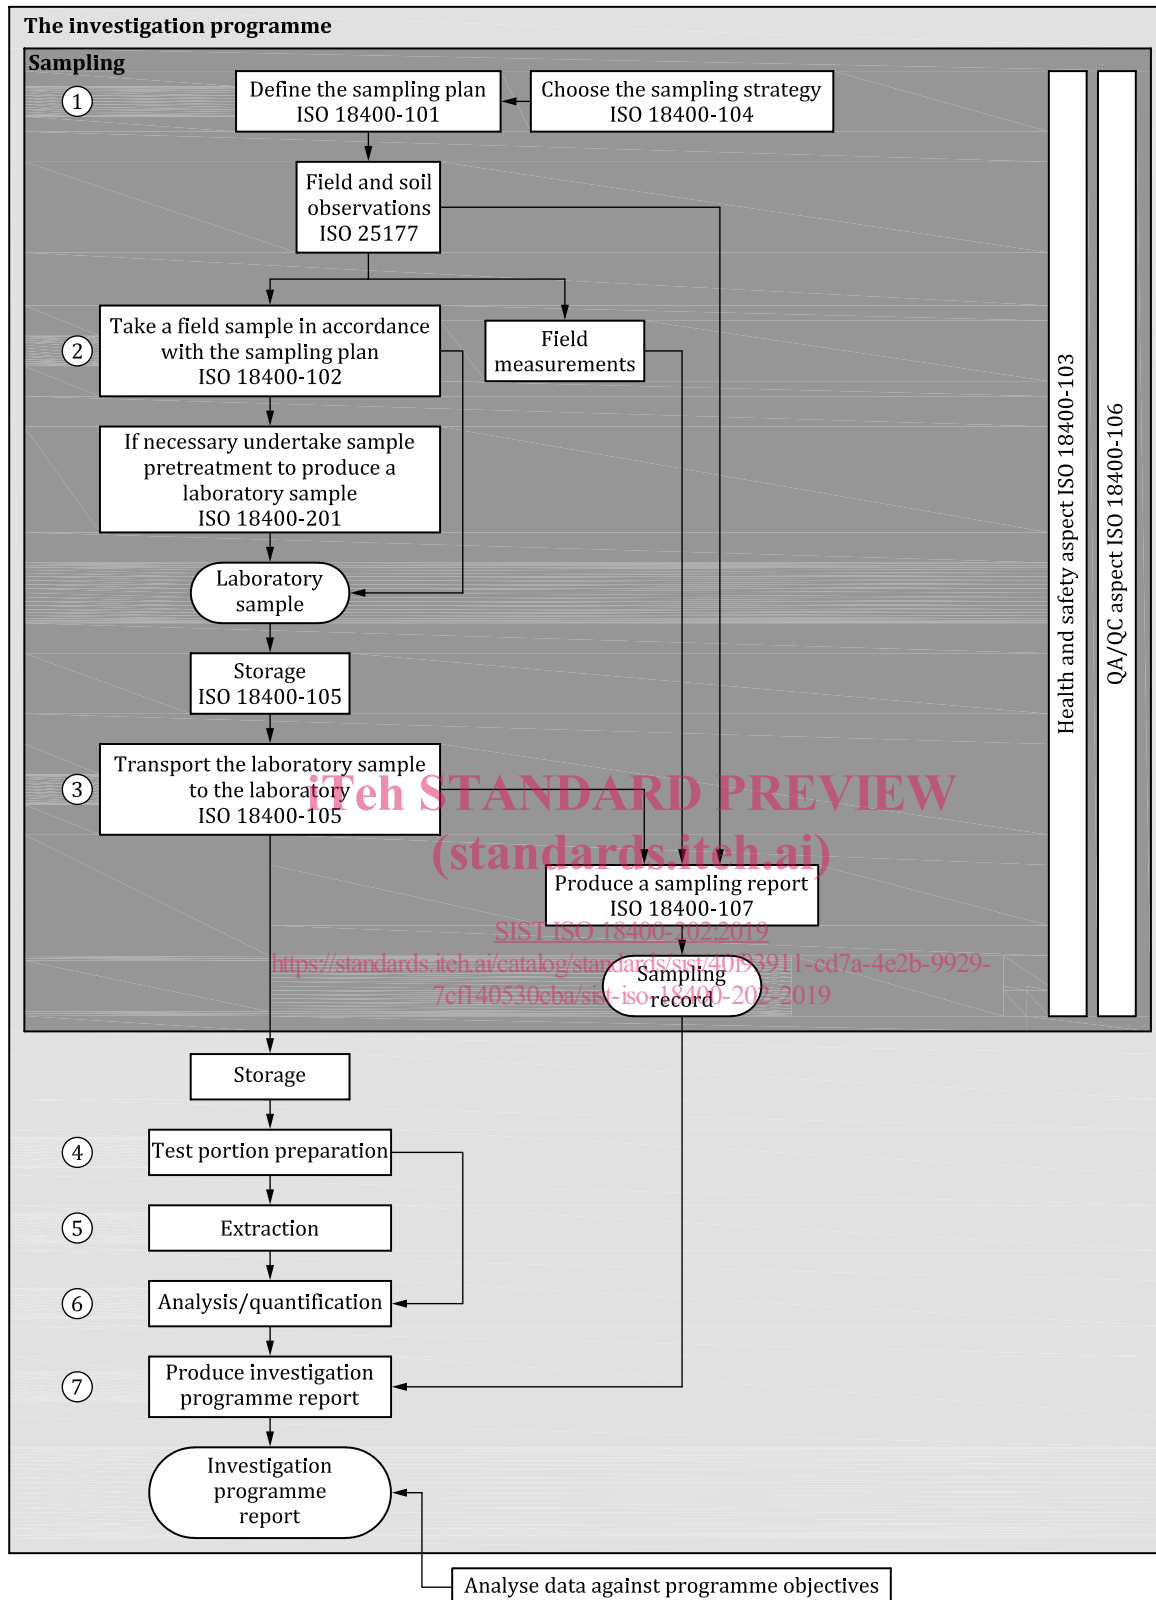 The investigation programme
Sampling
1
Define the sampling plan
ISO 18400-101
Choose the sampling strategy
ISO 18400-104
Field and soil
observations
ISO 25177
2
Take a field sample in accordance
with the sampling plan
ISO 18400-102
Field
measurements
If necessary undertake sample
pretreatment to produce a
laboratory sample
ISO 18400-201
Laboratory
sample
Storage
ISO 18400-105
3
Transport the laboratory sample
to the laboratory
ISO 18400-105
iTeh STANDARD PREVIEW
(standards.iteh.ai)
Produce a sampling report
ISO 18400-107
SIST ISO 18400-202:2019
https://standards.iteh.ai/catalog/standards/sist/40f93911-cd7a-4e2b-9929-
7cf140530cba/sist-iso-18400-202-2019
Sampling
record
Health and safety aspect ISO 18400-103
QA/QC aspect ISO 18400-106
Storage
4
Test portion preparation
5
Extraction
6
Analysis/quantification
7
Produce investigation
programme report
Investigation
programme
report
Analyse data against programme objectives